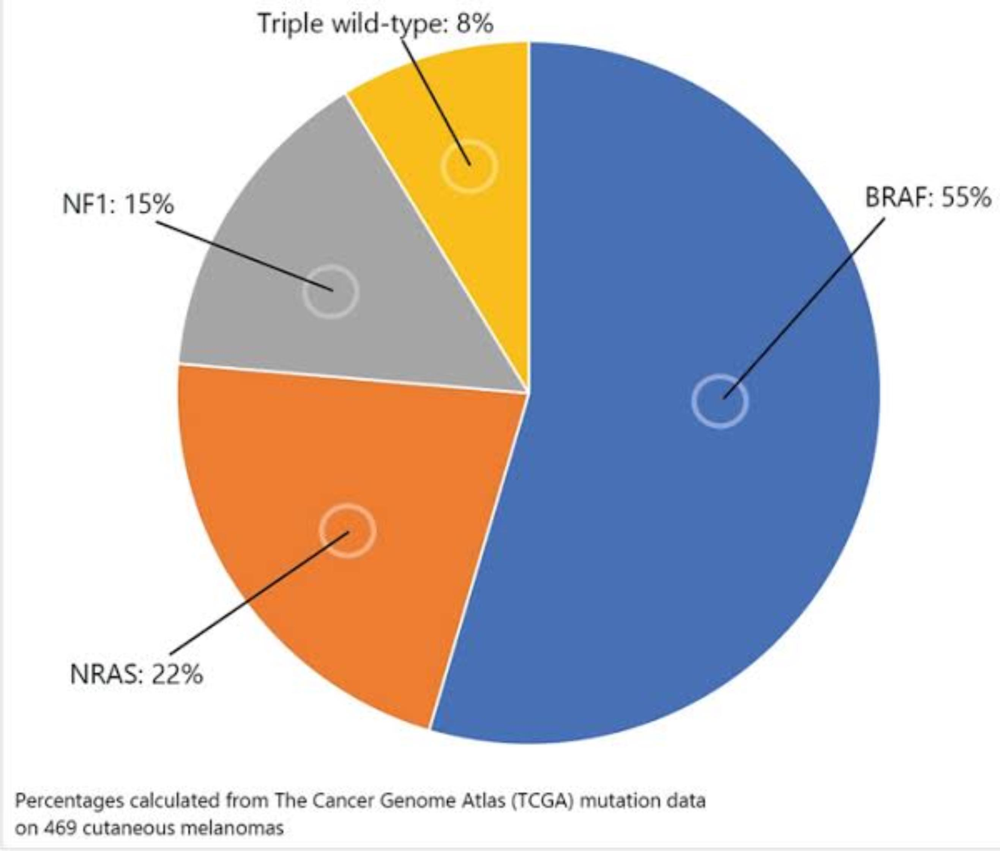 Triple wild-type: 8%
BRAF: 55%
NF1: 15%
NRAS: 22%
Percentages calculated from The Cancer Genome Atlas (TCGA) mutation data
on 469 cutaneous melanomas